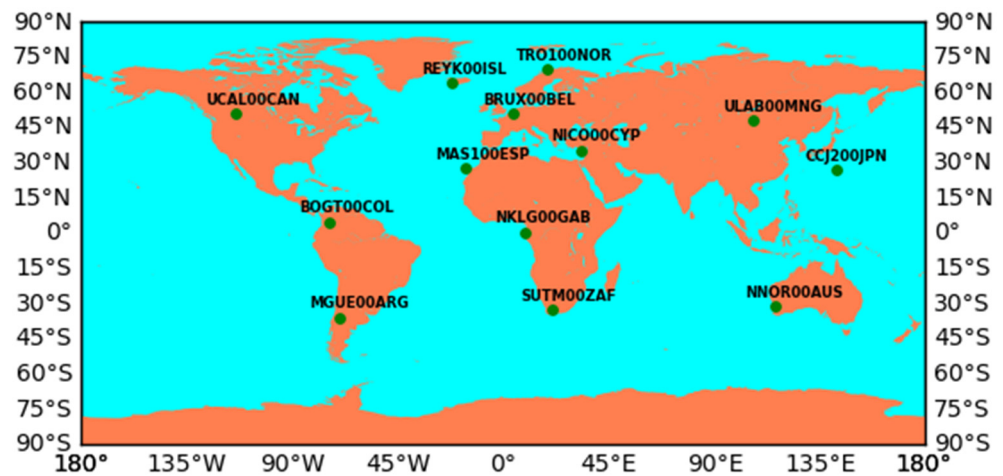 90°N 90°N
75°N TRO100NOR 75°N
REYK00ISL
60°N UCAL00CAN BRUX00BEL ULAB00MNG 60°N
45°N NICO00CYP 45°N
30°N MAS100ESP CCJ200JPN 30°N
15°N BOGT00COL NKLG00GAB 15°N
0° 0°
15°S 15°S
30°S MGUE00ARG SUTM00ZAF NNOR00AUS 30°S
45°S 45°S
60°S 60°S
75°S 75°S
90°S 90°S
180° 135°W 90°W 45°W 0° 45°E 90°E 135°E 180°